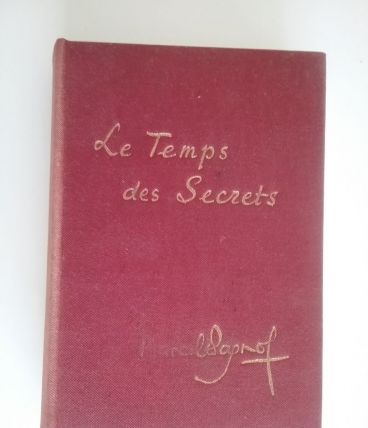 Le Temps
des Secrets
Marcel Pagnol